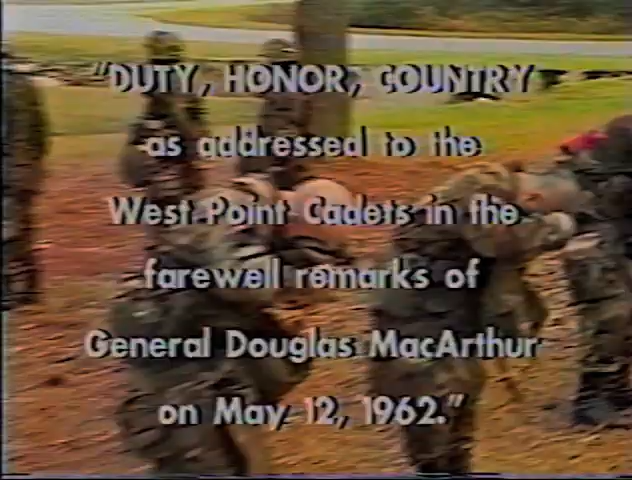 "DUTY, HONOR, COUNTRY
as addressed to the
West Point Cadets in the
farewell remarks of
General Douglas MacArthur
on May 12, 1962."